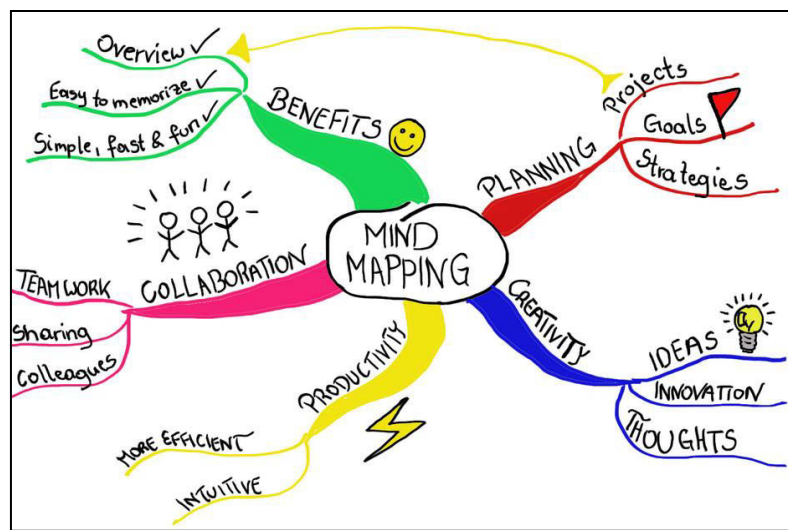 Overview
Easy to memorize
Simple, fast & fun
BENEFITS
Projects
Goals
Strategies
PLANNING
MIND
MAPPING
COLLABORATION
TEAM WORK
Sharing
Colleagues
CREATIVITY
IDEAS
INNOVATION
THOUGHTS
PRODUCTIVITY
MORE EFFICIENT
INTUITIVE